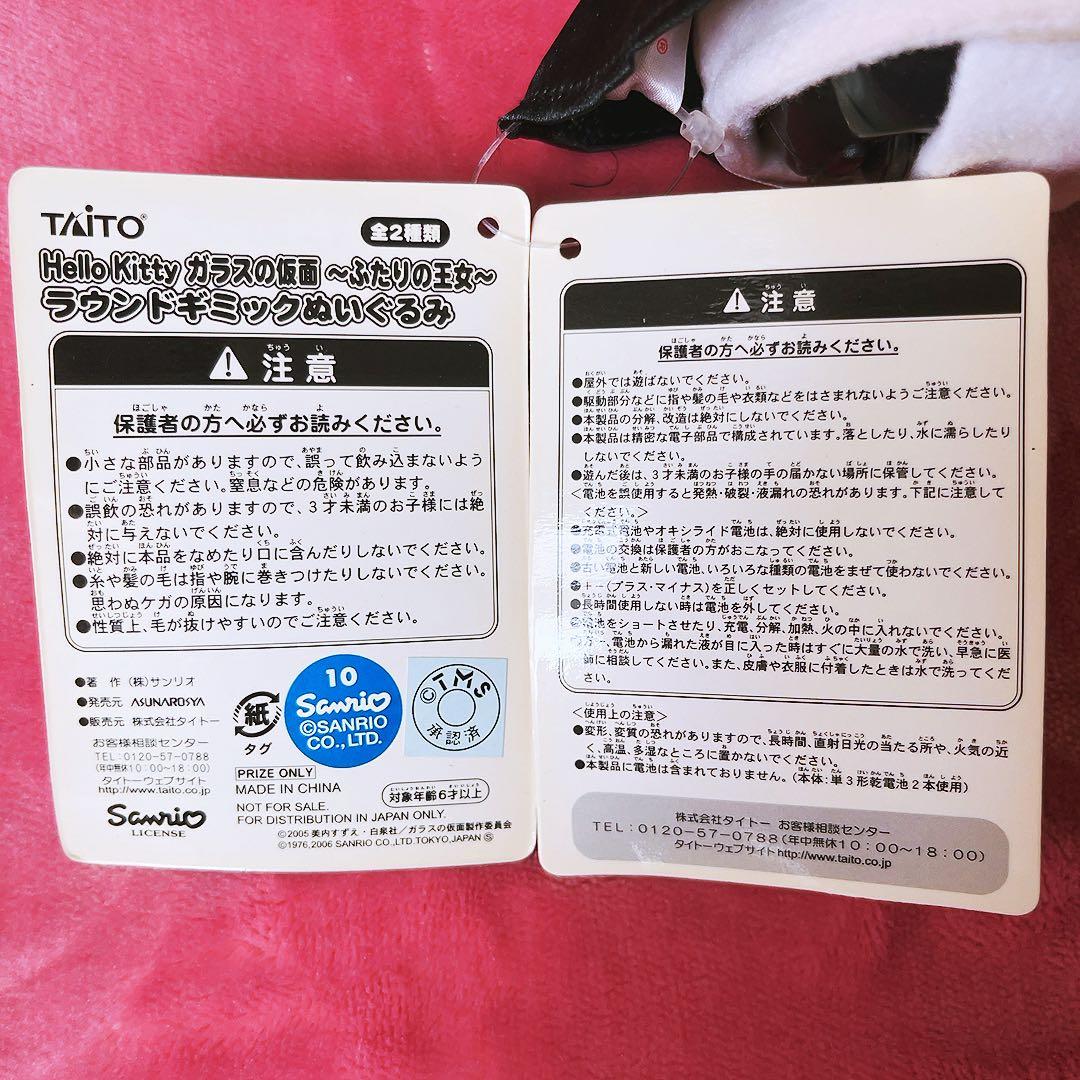 TAITO®
全2種類
Hello Kitty ガラスの仮面 ～ふたりの王女～
ラウンドギミックぬいぐるみ
注意
保護者の方へ必ずお読みください。
●小さな部品がありますので、誤って飲み込まないよう
にご注意ください。窒息などの危険があります。
●誤飲の恐れがありますので、3才未満のお子様には絶
対に与えないでください。
●絶対に本品をなめたり口に含んだりしないでください。
●糸や髪の毛は指や腕に巻きつけたりしないでください。
思わぬケガの原因になります。
●性質上、毛が抜けやすいのでご注意ください。
●著 作 (株)サンリオ
●発売元 ASUNAROSYA
●販売元 株式会社タイトー
お客様相談センター
TEL:0120-57-0788
(年中無休10:00～18:00)
タイトーウェブサイト
http://www.taito.co.jp
Sanrio
LICENSE
紙
タグ
10
Sanrio
©SANRIO
CO.,LTD.
©TMS
承認済
PRIZE ONLY
MADE IN CHINA
対象年齢6才以上
NOT FOR SALE.
FOR DISTRIBUTION IN JAPAN ONLY.
©2005 美内すずえ・白泉社/ガラスの仮面製作委員会
©1976, 2006 SANRIO CO.,LTD.TOKYO,JAPAN Ⓢ
注意
保護者の方へ必ずお読みください。
●屋外では遊ばないでください。
●駆動部分などに指や髪の毛や衣類などをはさまれないようご注意ください。
●本製品の分解、改造は絶対にしないでください。
●本製品は精密な電子部品で構成されています。落としたり、水に濡らしたり
しないでください。
●遊んだ後は、3才未満のお子様の手の届かない場所に保管してください。
<電池を誤使用すると発熱・破裂・液漏れの恐れがあります。下記に注意して
ください。>
●充電式電池やオキシライド電池は、絶対に使用しないでください。
●電池の交換は保護者の方がおこなってください。
●古い電池と新しい電池、いろいろな種類の電池をまぜて使わないでください。
●+－(プラス・マイナス)を正しくセットしてください。
●長時間使用しない時は電池を外してください。
●電池をショートさせたり、充電、分解、加熱、火の中に入れないでください。
万一、電池から漏れた液が目に入った時はすぐに大量の水で洗い、早急に医
師に相談してください。また、皮膚や衣服に付着したときは水で洗ってくだ
さい。
<使用上の注意>
●変形、変質の恐れがありますので、長時間、直射日光の当たる所や、火気の近
く、高温、多湿なところに置かないでください。
●本製品に電池は含まれておりません。(本体:単3形乾電池2本使用)
株式会社タイトー お客様相談センター
TEL:0120-57-0788(年中無休10:00～18:00)
タイトーウェブサイトhttp://www.taito.co.jp